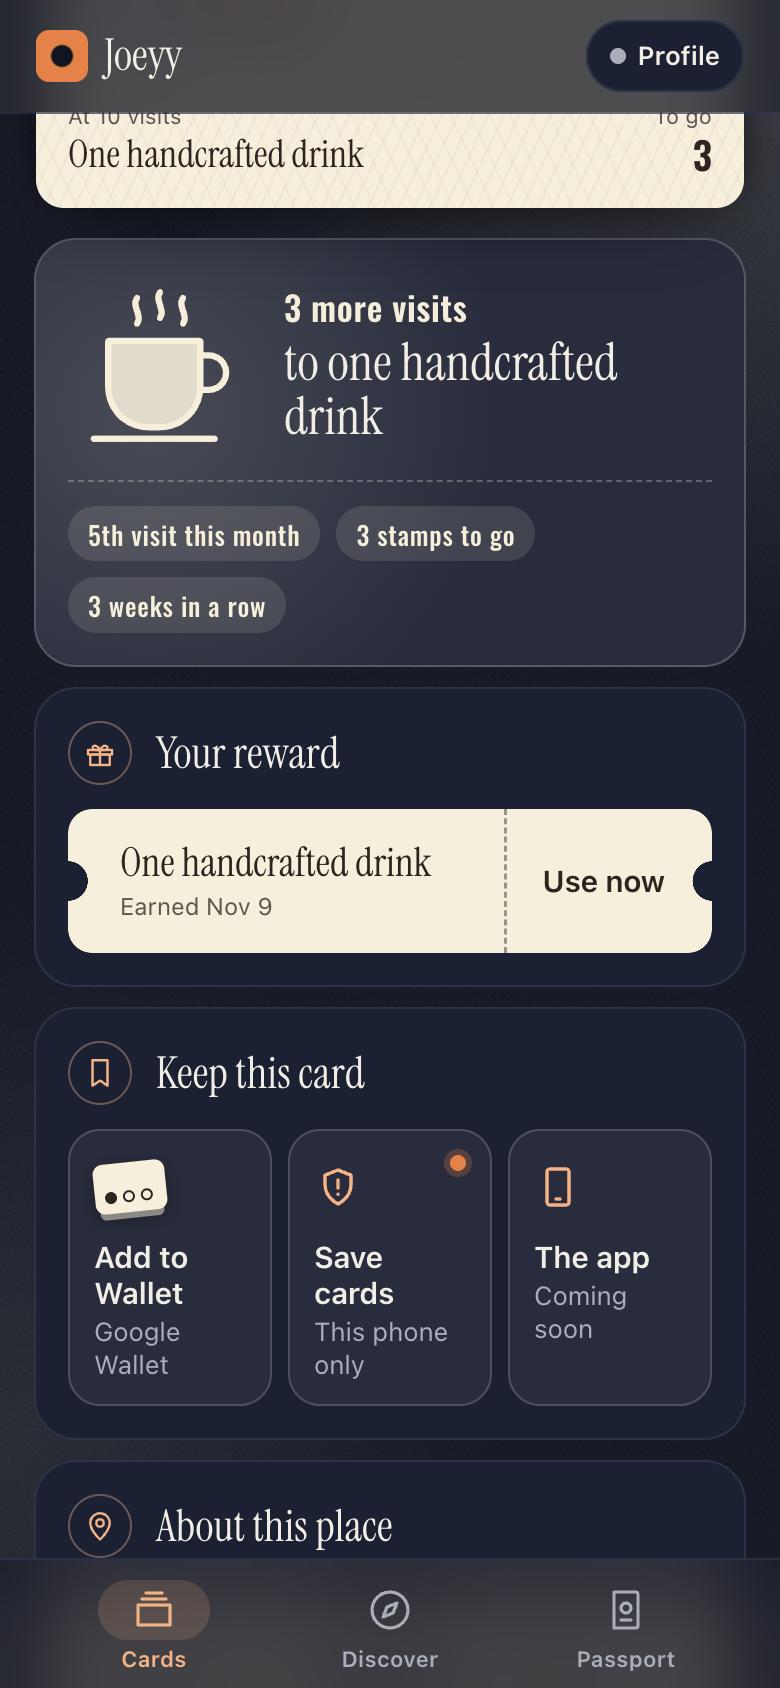 Joeyy
Profile
At 10 visits
To go
One handcrafted drink
3
3 more visits
to one handcrafted
drink
5th visit this month
3 stamps to go
3 weeks in a row
Your reward
One handcrafted drink
Earned Nov 9
Use now
Keep this card
Add to
Wallet
Google
Wallet
Save
cards
This phone
only
The app
Coming
soon
About this place
Cards
Discover
Passport